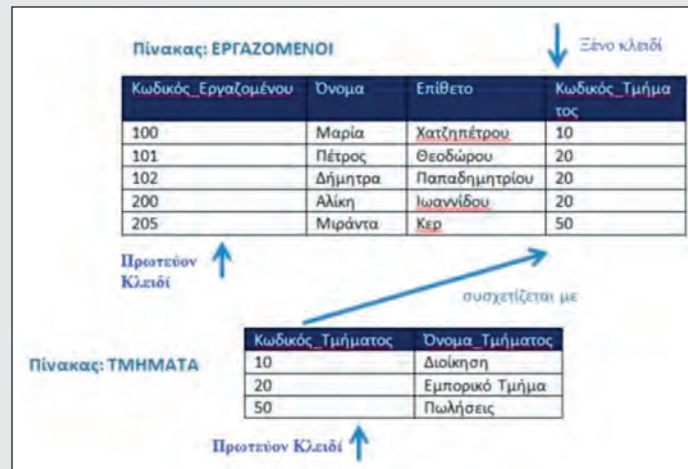 Πίνακας: ΕΡΓΑΖΟΜΕΝΟΙ
Ξένο κλειδί
Κωδικός_Εργαζομένου Όνομα Επίθετο Κωδικός_Τμήμα
τος
100 Μαρία Χατζηπέτρου 10
101 Πέτρος Θεοδώρου 20
102 Δήμητρα Παπαδημητρίου 20
200 Αλίκη Ιωαννίδου 20
205 Μιράντα Κερ 50
Πρωτεύον
Κλειδί
συσχετίζεται με
Κωδικός_Τμήματος Όνομα_Τμήματος
Πίνακας: ΤΜΗΜΑΤΑ
10 Διοίκηση
20 Εμπορικό Τμήμα
50 Πωλήσεις
Πρωτεύον Κλειδί